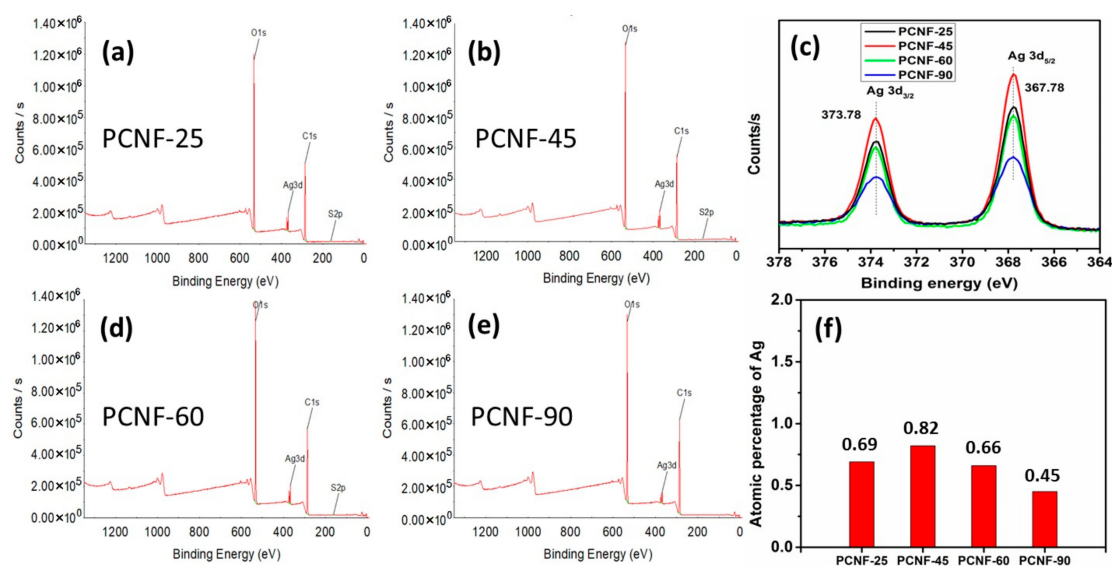 (a)
PCNF-25
Counts / s
1.40×10⁶
1.20×10⁶
1.00×10⁶
8.00×10⁵
6.00×10⁵
4.00×10⁵
2.00×10⁵
0.00×10⁰
O1s
C1s
Ag3d
S2p
1200 1000 800 600 400 200 0
Binding Energy (eV)
(b)
PCNF-45
Counts / s
1.40×10⁶
1.20×10⁶
1.00×10⁶
8.00×10⁵
6.00×10⁵
4.00×10⁵
2.00×10⁵
0.00×10⁰
O1s
C1s
Ag3d
S2p
1200 1000 800 600 400 200 0
Binding Energy (eV)
(c)
PCNF-25
PCNF-45
PCNF-60
PCNF-90
Ag 3d₅/₂
367.78
Ag 3d₃/₂
373.78
Counts/s
378 376 374 372 370 368 366 364
Binding energy (eV)
(d)
PCNF-60
Counts / s
1.40×10⁶
1.20×10⁶
1.00×10⁶
8.00×10⁵
6.00×10⁵
4.00×10⁵
2.00×10⁵
0.00×10⁰
O1s
C1s
Ag3d
S2p
1200 1000 800 600 400 200 0
Binding Energy (eV)
(e)
PCNF-90
Counts / s
1.40×10⁶
1.20×10⁶
1.00×10⁶
8.00×10⁵
6.00×10⁵
4.00×10⁵
2.00×10⁵
0.00×10⁰
O1s
C1s
Ag3d
S2p
1200 1000 800 600 400 200 0
Binding Energy (eV)
(f)
Atomic percentage of Ag
2.0
1.5
1.0
0.5
0.0
0.69
0.82
0.66
0.45
PCNF-25 PCNF-45 PCNF-60 PCNF-90